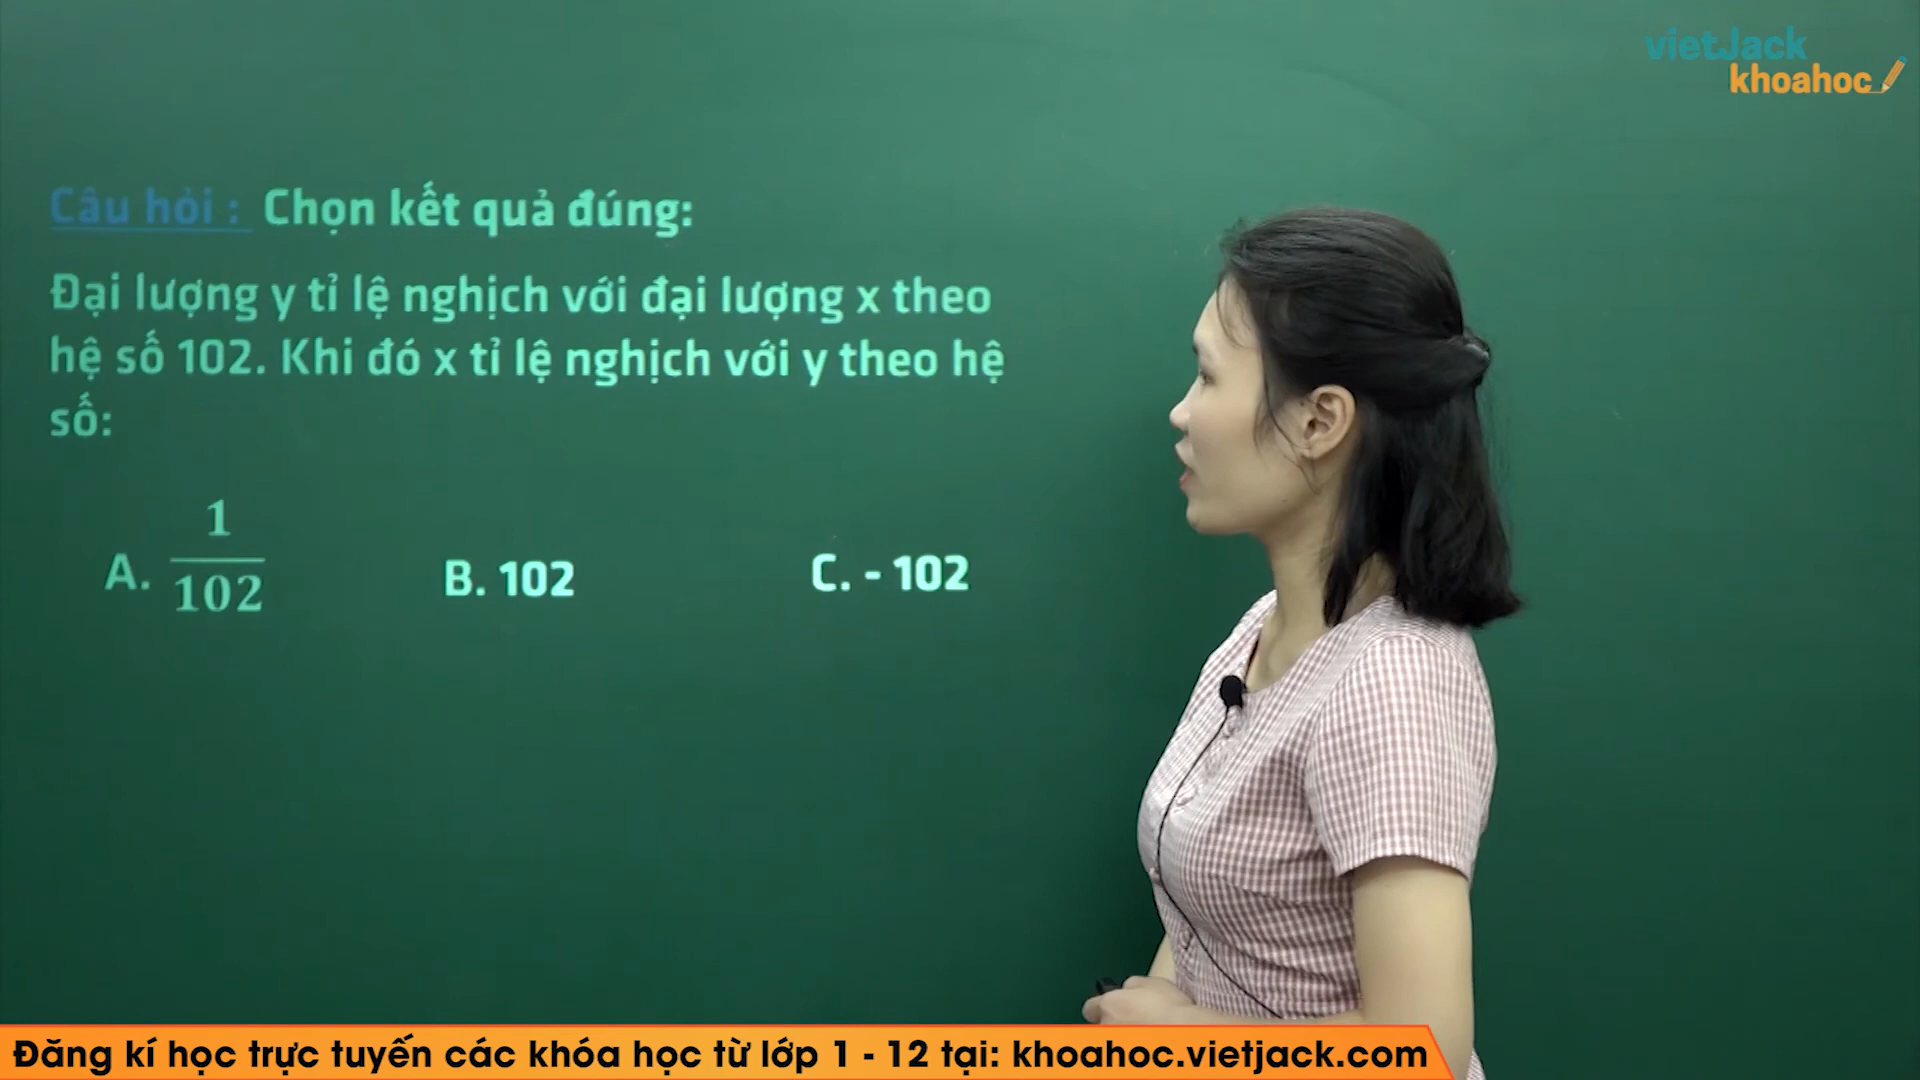 vietJack
khoahoc
Câu hỏi : Chọn kết quả đúng:
Đại lượng y tỉ lệ nghịch với đại lượng x theo
hệ số 102. Khi đó x tỉ lệ nghịch với y theo hệ
số:
A. 1/102 B. 102 C. - 102
Đăng kí học trực tuyến các khóa học từ lớp 1 - 12 tại: khoahoc.vietjack.com